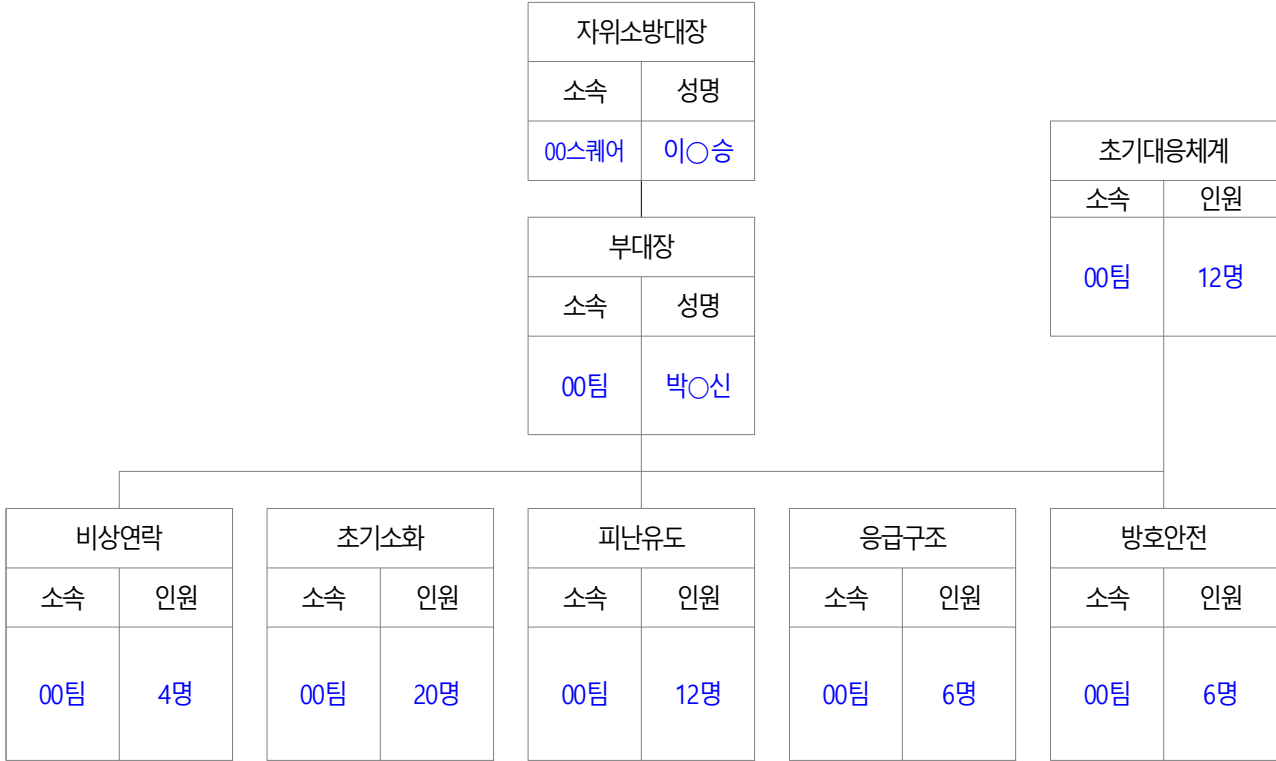 자위소방대장
소속 성명
00스퀘어 이○승
초기대응체계
소속 인원
00팀 12명
부대장
소속 성명
00팀 박○신
비상연락 초기소화 피난유도 응급구조 방호안전
소속 인원 소속 인원 소속 인원 소속 인원 소속 인원
00팀 4명 00팀 20명 00팀 12명 00팀 6명 00팀 6명